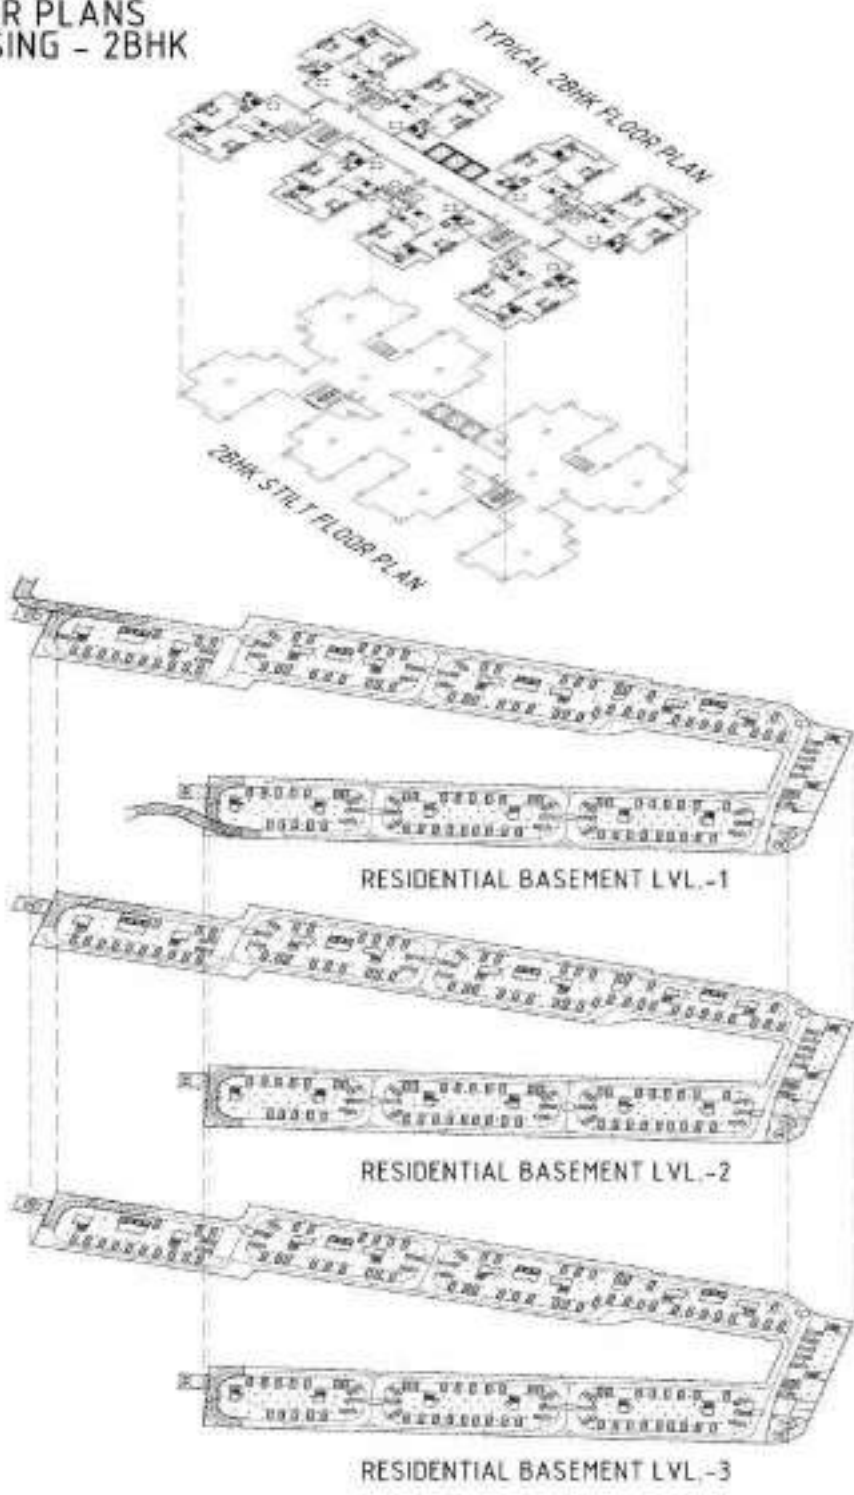 R PLANS
SING - 2BHK
TYPICAL 2BHK FLOOR PLAN
2BHK STILT FLOOR PLAN
RESIDENTIAL BASEMENT LVL.-1
RESIDENTIAL BASEMENT LVL.-2
RESIDENTIAL BASEMENT LVL.-3